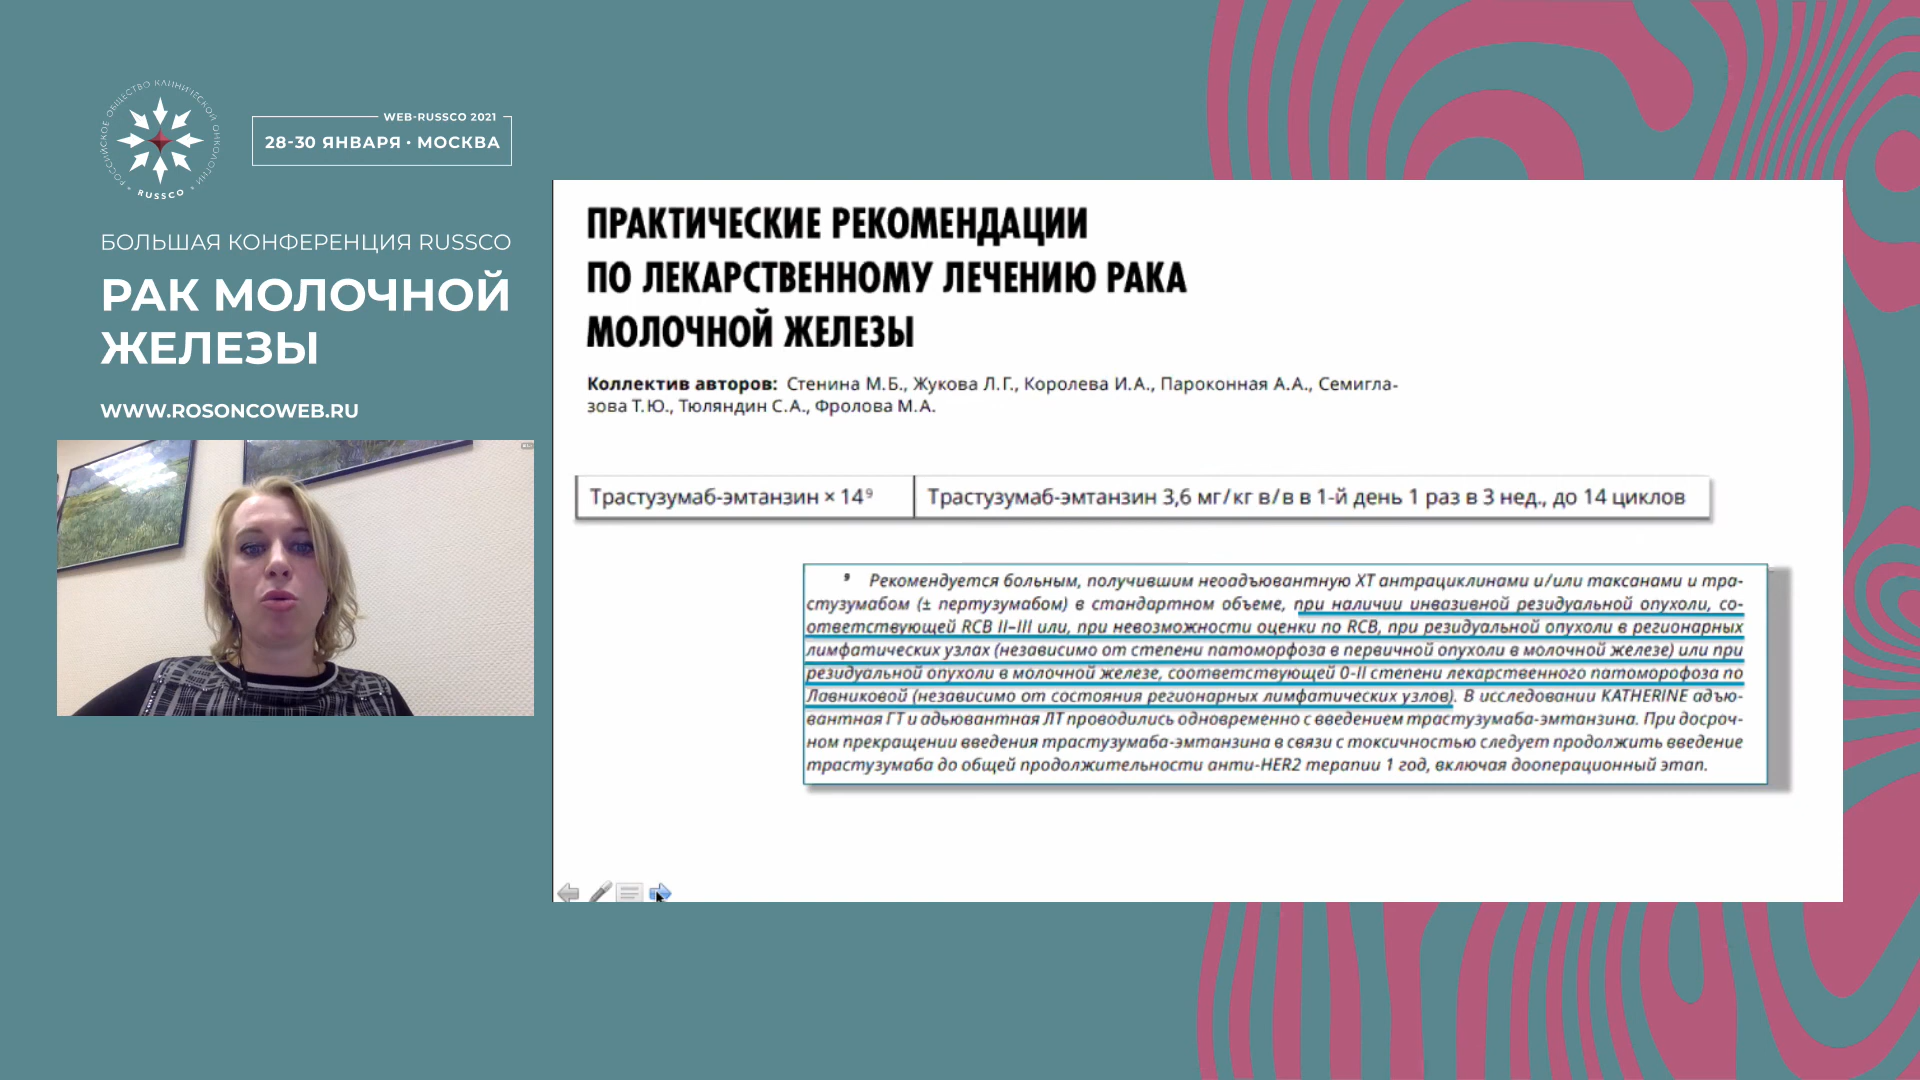 РОССИЙСКОЕ ОБЩЕСТВО КЛИНИЧЕСКОЙ ОНКОЛОГИИ
RUSSCO
WEB-RUSSCO 2021
28-30 ЯНВАРЯ · МОСКВА
БОЛЬШАЯ КОНФЕРЕНЦИЯ RUSSCO
РАК МОЛОЧНОЙ
ЖЕЛЕЗЫ
WWW.ROSONCOWEB.RU
ПРАКТИЧЕСКИЕ РЕКОМЕНДАЦИИ
ПО ЛЕКАРСТВЕННОМУ ЛЕЧЕНИЮ РАКА
МОЛОЧНОЙ ЖЕЛЕЗЫ
Коллектив авторов: Стенина М.Б., Жукова Л.Г., Королева И.А., Пароконная А.А., Семигла-
зова Т.Ю., Тюляндин С.А., Фролова М.А.
Трастузумаб-эмтанзин × 14⁹ Трастузумаб-эмтанзин 3,6 мг/кг в/в в 1-й день 1 раз в 3 нед., до 14 циклов
⁹ Рекомендуется больным, получившим неоадъювантную ХТ антрациклинами и/или таксанами и тра-
стузумабом (± пертузумабом) в стандартном объеме, при наличии инвазивной резидуальной опухоли, со-
ответствующей RCB II–III или, при невозможности оценки по RCB, при резидуальной опухоли в регионарных
лимфатических узлах (независимо от степени патоморфоза в первичной опухоли в молочной железе) или при
резидуальной опухоли в молочной железе, соответствующей 0-II степени лекарственного патоморофоза по
Лавниковой (независимо от состояния регионарных лимфатических узлов). В исследовании KATHERINE адъю-
вантная ГТ и адьювантная ЛТ проводились одновременно с введением трастузумаба-эмтанзина. При досроч-
ном прекращении введения трастузумаба-эмтанзина в связи с токсичностью следует продолжить введение
трастузумаба до общей продолжительности анти-HER2 терапии 1 год, включая дооперационный этап.